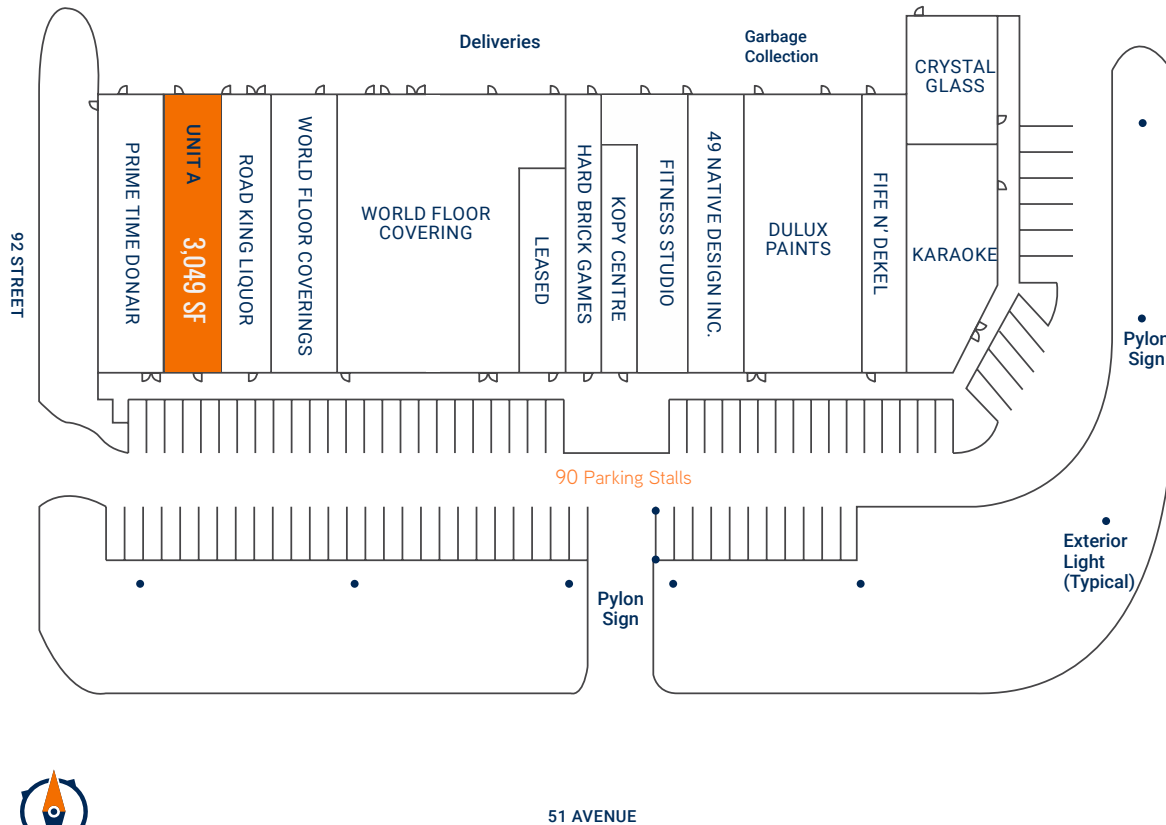 Deliveries
Garbage
Collection
CRYSTAL
GLASS
92 STREET
PRIME TIME DONAIR
UNIT A
3,049 SF
ROAD KING LIQUOR
WORLD FLOOR COVERINGS
WORLD FLOOR
COVERING
LEASED
HARD BRICK GAMES
KOPY CENTRE
FITNESS STUDIO
49 NATIVE DESIGN INC.
DULUX
PAINTS
FIFE N' DEKEL
KARAOKE
Pylon
Sign
90 Parking Stalls
Exterior
Light
(Typical)
Pylon
Sign
51 AVENUE